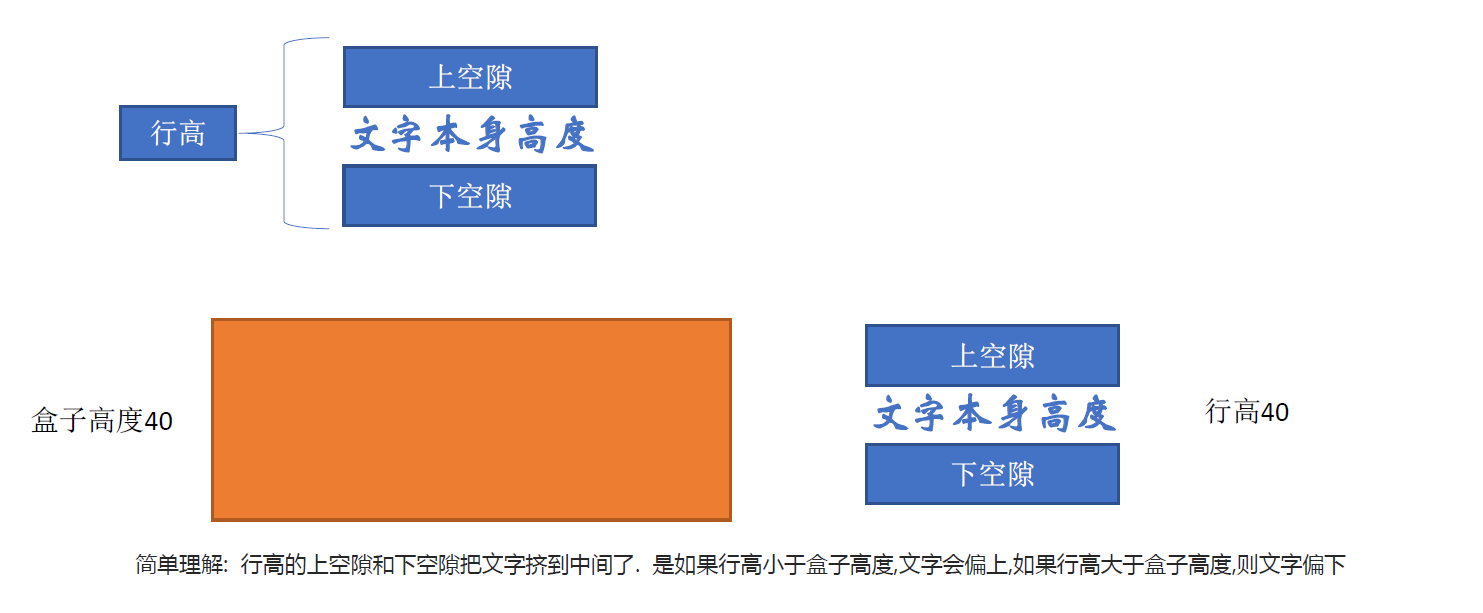 上空隙
行高
文字本身高度
下空隙
上空隙
盒子高度40
文字本身高度
行高40
下空隙
简单理解: 行高的上空隙和下空隙把文字挤到中间了. 是如果行高小于盒子高度,文字会偏上,如果行高大于盒子高度,则文字偏下